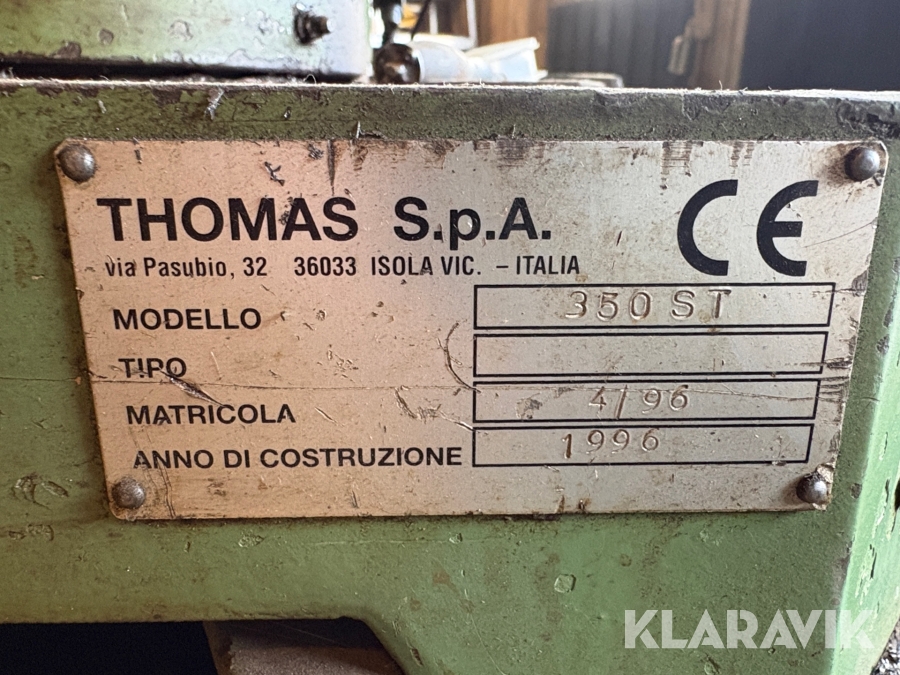 THOMAS S.p.A. CE
via Pasubio, 32 36033 ISOLA VIC. – ITALIA
MODELLO 350 ST
TIPO
MATRICOLA 4/96
ANNO DI COSTRUZIONE 1996
KLARAVIK